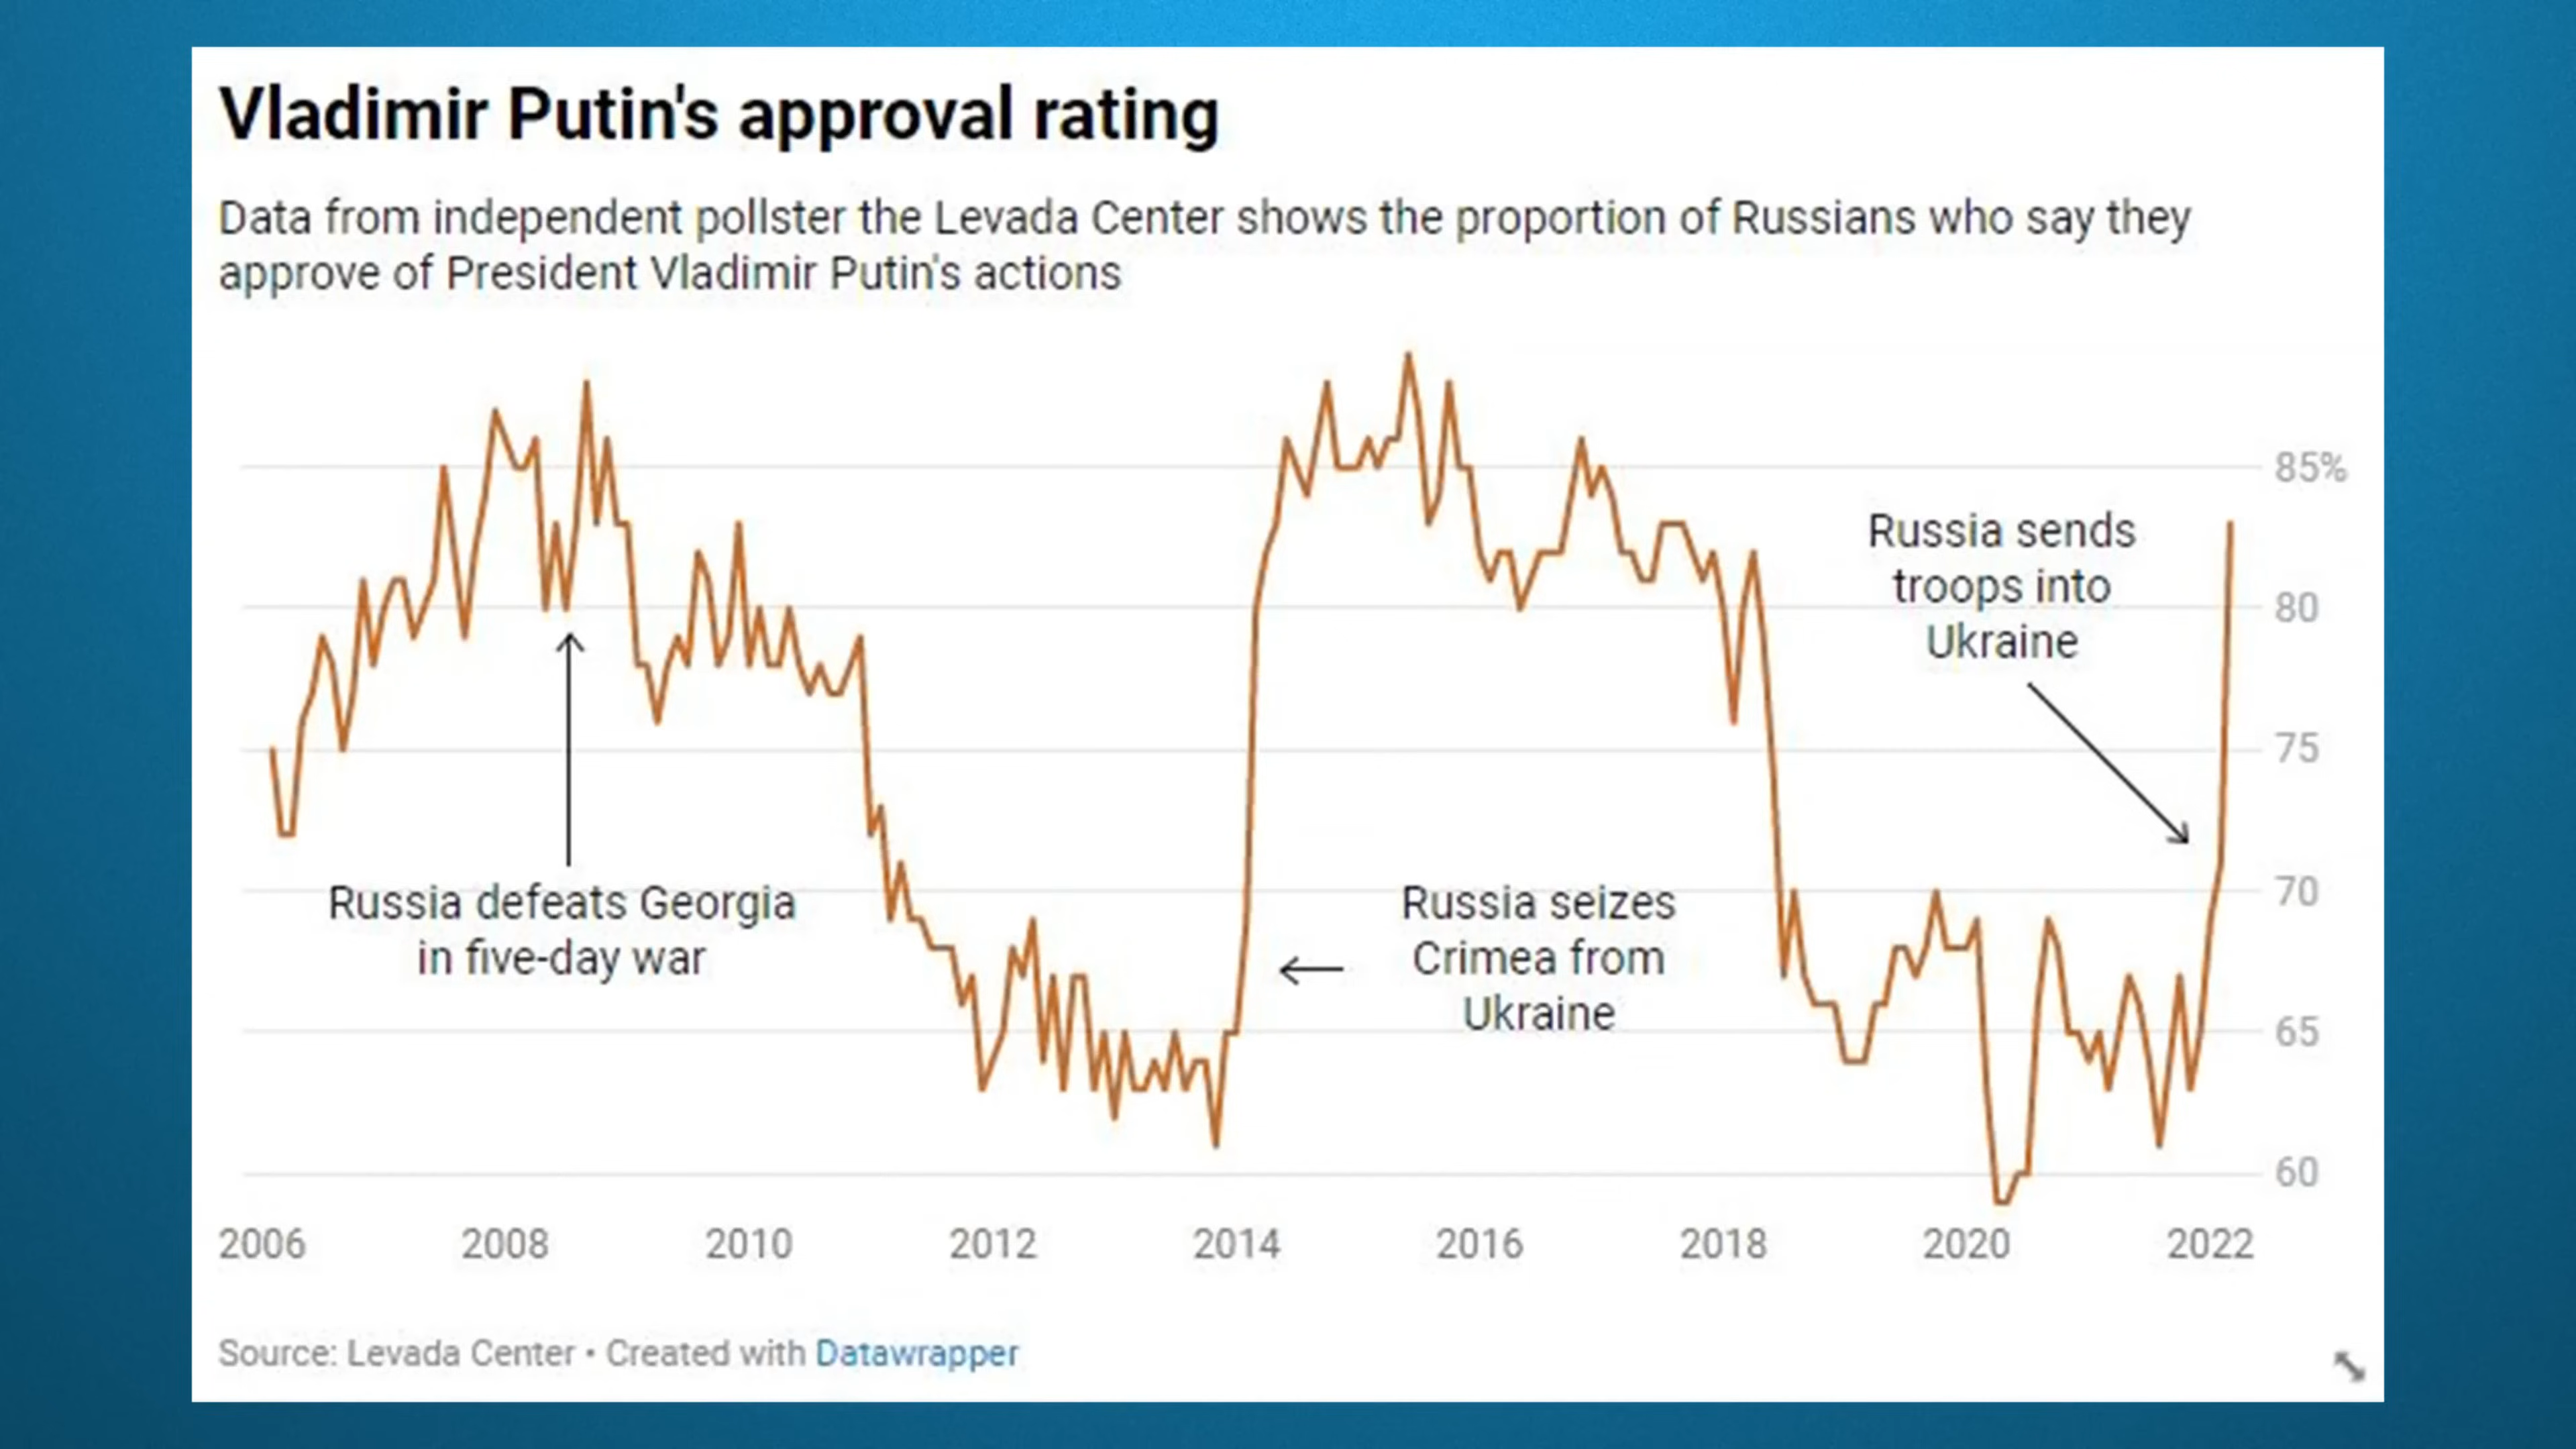 Vladimir Putin's approval rating
Data from independent pollster the Levada Center shows the proportion of Russians who say they
approve of President Vladimir Putin's actions
85%
Russia sends
troops into
Ukraine
80
75
70
Russia defeats Georgia
in five-day war
Russia seizes
Crimea from
Ukraine
65
60
2006 2008 2010 2012 2014 2016 2018 2020 2022
Source: Levada Center • Created with Datawrapper